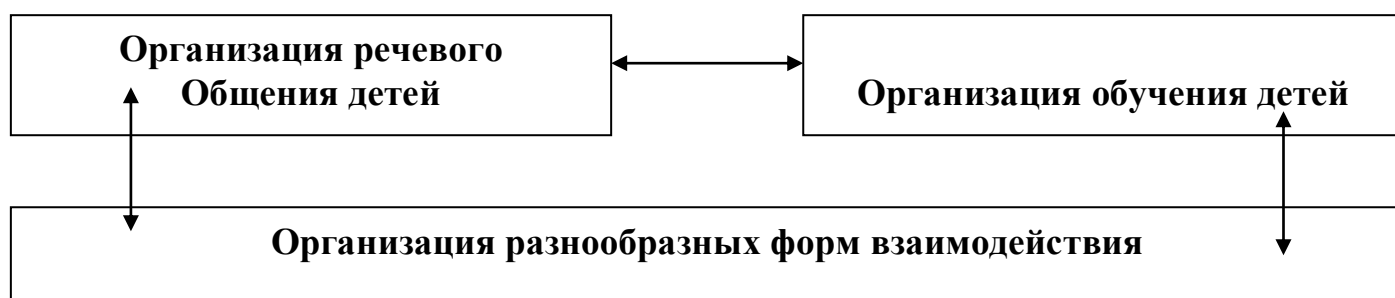 Организация речевого
Общения детей
Организация обучения детей
Организация разнообразных форм взаимодействия